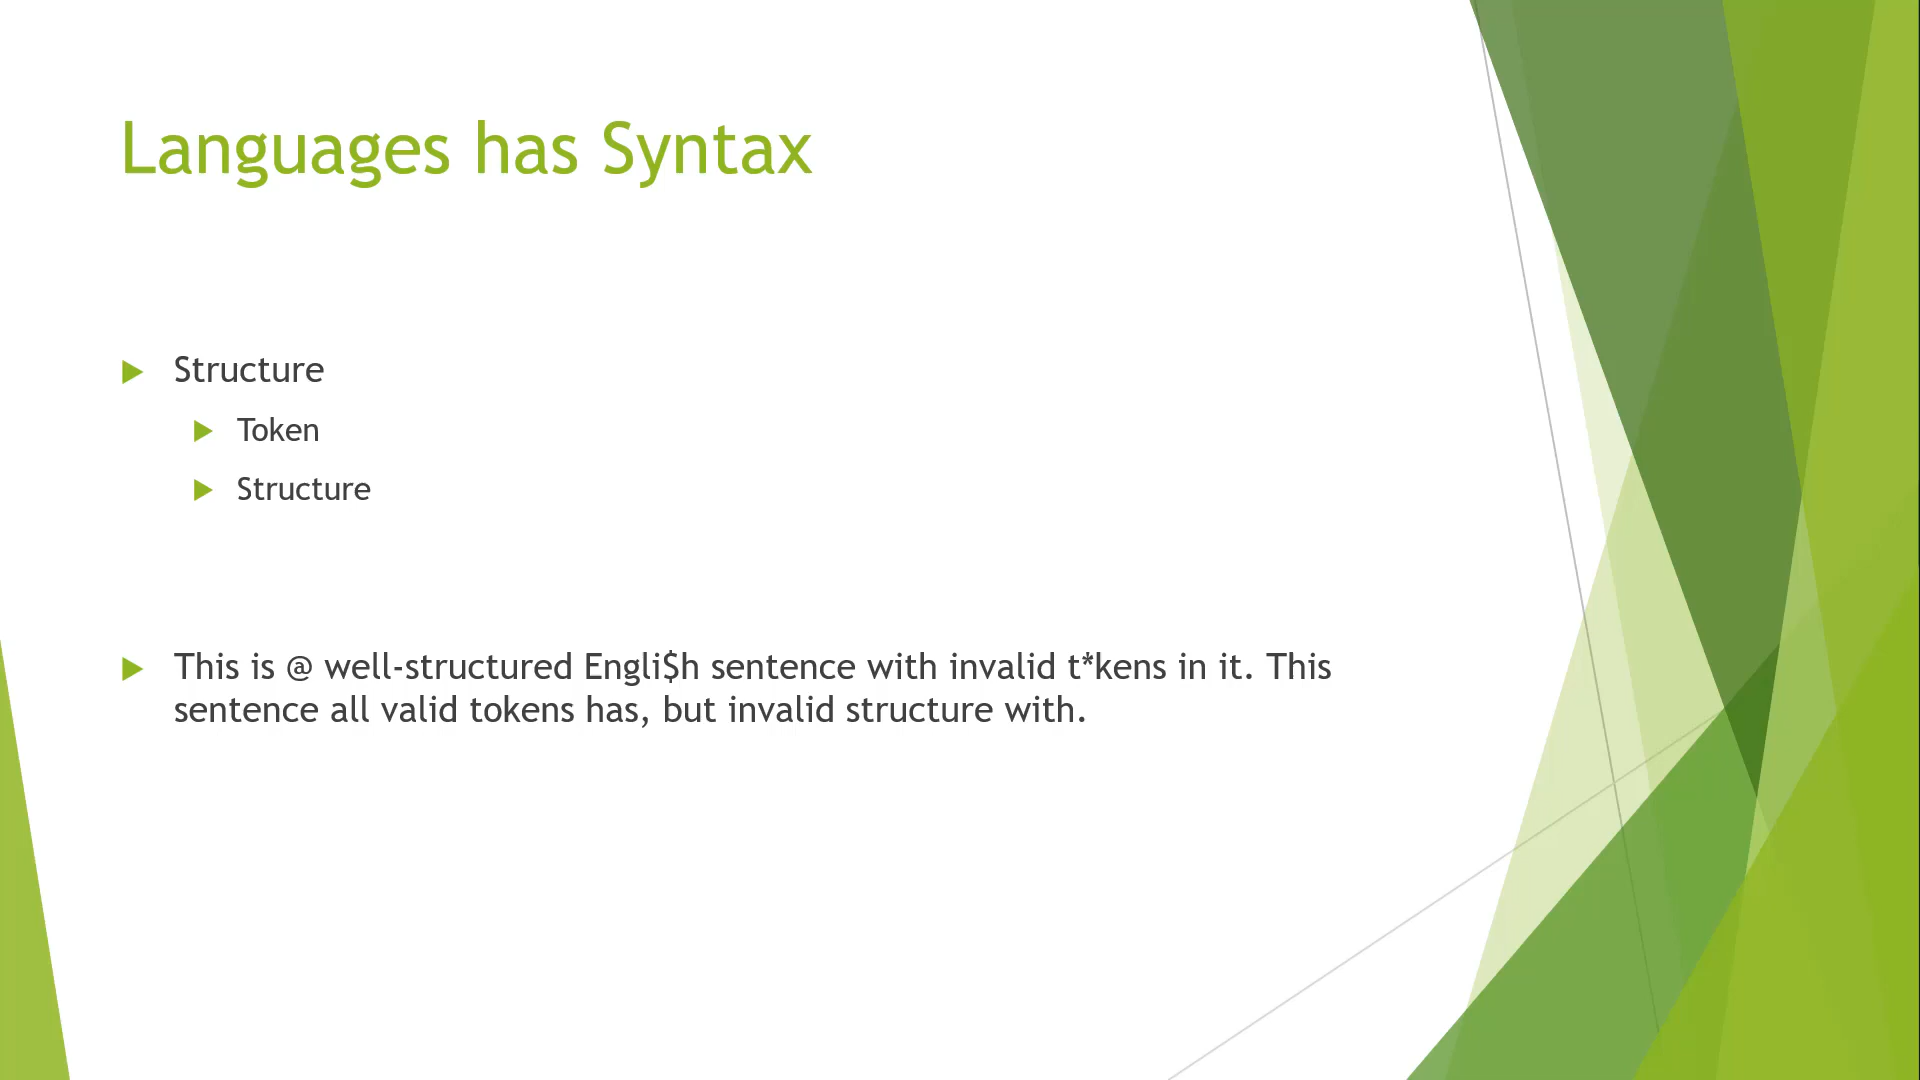 Languages has Syntax
Structure
Token
Structure
This is @ well-structured Engli$h sentence with invalid t*kens in it. This
sentence all valid tokens has, but invalid structure with.